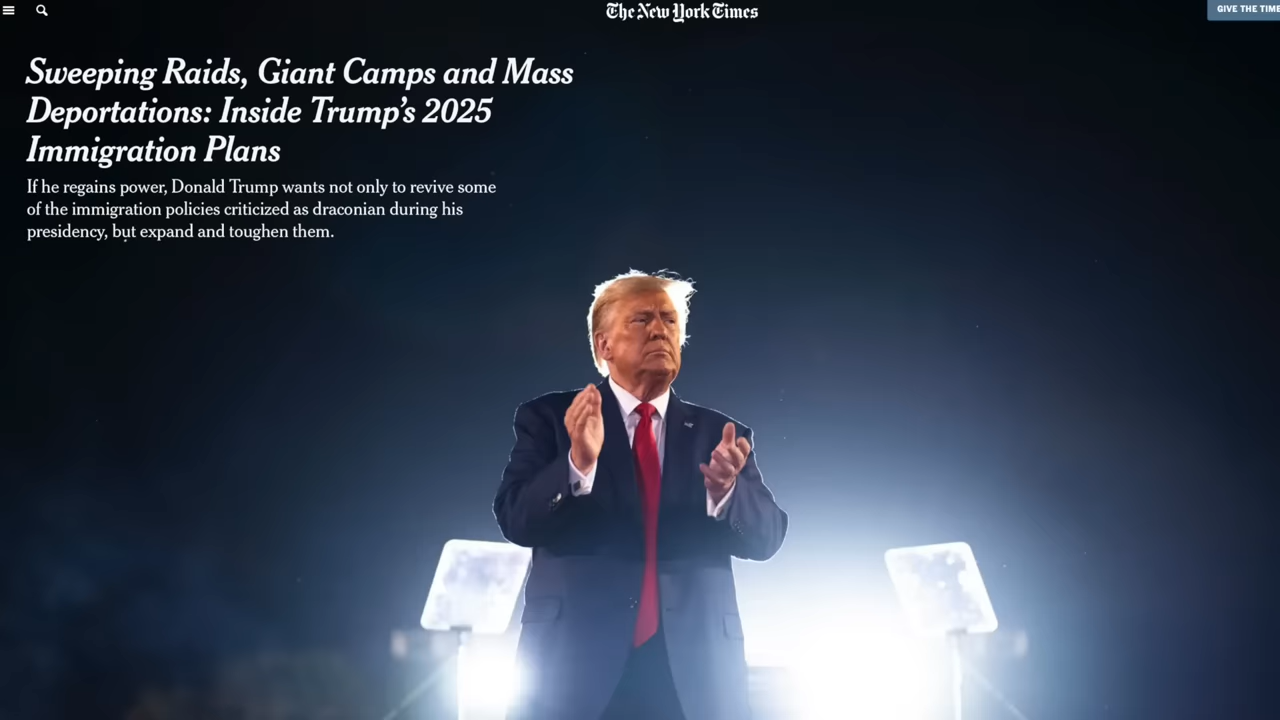 The New York Times
GIVE THE TIME
Sweeping Raids, Giant Camps and Mass
Deportations: Inside Trump's 2025
Immigration Plans
If he regains power, Donald Trump wants not only to revive some
of the immigration policies criticized as draconian during his
presidency, but expand and toughen them.